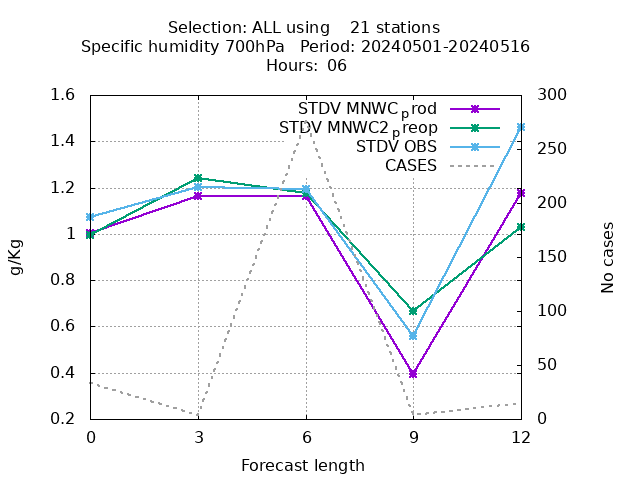 Selection: ALL using    21 stations
Specific humidity 700hPa   Period: 20240501-20240516
Hours: 06
STDV MNWC_prod
STDV MNWC2_preop
STDV OBS
CASES
1.6
1.4
1.2
1
0.8
0.6
0.4
0.2
g/Kg
300
250
200
150
100
50
0
No cases
0 3 6 9 12
Forecast length